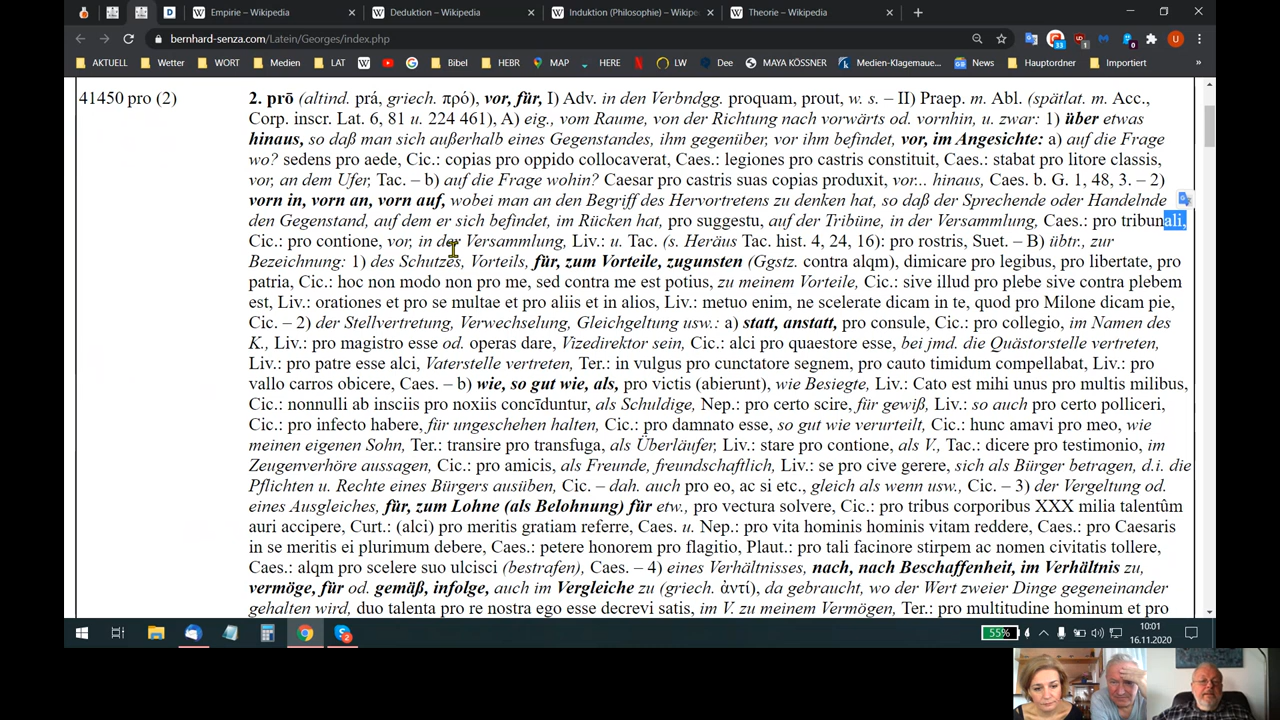 Empirie – Wikipedia
Deduktion – Wikipedia
Induktion (Philosophie) – Wikipe
Theorie – Wikipedia
bernhard-senza.com/Latein/Georges/index.php
AKTUELL Wetter WORT Medien LAT Bibel HEBR MAP HERE LW Dee MAYA KÖSSNER Medien-Klagemaue... News Hauptordner Importiert
41450 pro (2)
2. prō (altind. prá, griech. πρό), vor, für, I) Adv. in den Verbndgg. proquam, prout, w. s. – II) Praep. m. Abl. (spätlat. m. Acc.,
Corp. inscr. Lat. 6, 81 u. 224 461), A) eig., vom Raume, von der Richtung nach vorwärts od. vornhin, u. zwar: 1) über etwas
hinaus, so daß man sich außerhalb eines Gegenstandes, ihm gegenüber, vor ihm befindet, vor, im Angesichte: a) auf die Frage
wo? sedens pro aede, Cic.: copias pro oppido collocaverat, Caes.: legiones pro castris constituit, Caes.: stabat pro litore classis,
vor, an dem Ufer, Tac. – b) auf die Frage wohin? Caesar pro castris suas copias produxit, vor... hinaus, Caes. b. G. 1, 48, 3. – 2)
vorn in, vorn an, vorn auf, wobei man an den Begriff des Hervortretens zu denken hat, so daß der Sprechende oder Handelnde
den Gegenstand, auf dem er sich befindet, im Rücken hat, pro suggestu, auf der Tribüne, in der Versammlung, Caes.: pro tribunali,
Cic.: pro contione, vor, in der Versammlung, Liv.: u. Tac. (s. Heräus Tac. hist. 4, 24, 16): pro rostris, Suet. – B) übtr., zur
Bezeichnung: 1) des Schutzes, Vorteils, für, zum Vorteile, zugunsten (Ggstz. contra alqm), dimicare pro legibus, pro libertate, pro
patria, Cic.: hoc non modo non pro me, sed contra me est potius, zu meinem Vorteile, Cic.: sive illud pro plebe sive contra plebem
est, Liv.: orationes et pro se multae et pro aliis et in alios, Liv.: metuo enim, ne scelerate dicam in te, quod pro Milone dicam pie,
Cic. – 2) der Stellvertretung, Verwechselung, Gleichgeltung usw.: a) statt, anstatt, pro consule, Cic.: pro collegio, im Namen des
K., Liv.: pro magistro esse od. operas dare, Vizedirektor sein, Cic.: alci pro quaestore esse, bei jmd. die Quästorstelle vertreten,
Liv.: pro patre esse alci, Vaterstelle vertreten, Ter.: in vulgus pro cunctatore segnem, pro cauto timidum compellabat, Liv.: pro
vallo carros obicere, Caes. – b) wie, so gut wie, als, pro victis (abierunt), wie Besiegte, Liv.: Cato est mihi unus pro multis milibus,
Cic.: nonnulli ab insciis pro noxiis concīduntur, als Schuldige, Nep.: pro certo scire, für gewiß, Liv.: so auch pro certo polliceri,
Cic.: pro infecto habere, für ungeschehen halten, Cic.: pro damnato esse, so gut wie verurteilt, Cic.: hunc amavi pro meo, wie
meinen eigenen Sohn, Ter.: transire pro transfuga, als Überläufer, Liv.: stare pro contione, als V., Tac.: dicere pro testimonio, im
Zeugenverhöre aussagen, Cic.: pro amicis, als Freunde, freundschaftlich, Liv.: se pro cive gerere, sich als Bürger betragen, d.i. die
Pflichten u. Rechte eines Bürgers ausüben, Cic. – dah. auch pro eo, ac si etc., gleich als wenn usw., Cic. – 3) der Vergeltung od.
eines Ausgleiches, für, zum Lohne (als Belohnung) für etw., pro vectura solvere, Cic.: pro tribus corporibus XXX milia talentûm
auri accipere, Curt.: (alci) pro meritis gratiam referre, Caes. u. Nep.: pro vita hominis hominis vitam reddere, Caes.: pro Caesaris
in se meritis ei plurimum debere, Caes.: petere honorem pro flagitio, Plaut.: pro tali facinore stirpem ac nomen civitatis tollere,
Caes.: alqm pro scelere suo ulcisci (bestrafen), Caes. – 4) eines Verhältnisses, nach, nach Beschaffenheit, im Verhältnis zu,
vermöge, für od. gemäß, infolge, auch im Vergleiche zu (griech. ἀντί), da gebraucht, wo der Wert zweier Dinge gegeneinander
gehalten wird, duo talenta pro re nostra ego esse decrevi satis, im V. zu meinem Vermögen, Ter.: pro multitudine hominum et pro
55%
10:01
16.11.2020